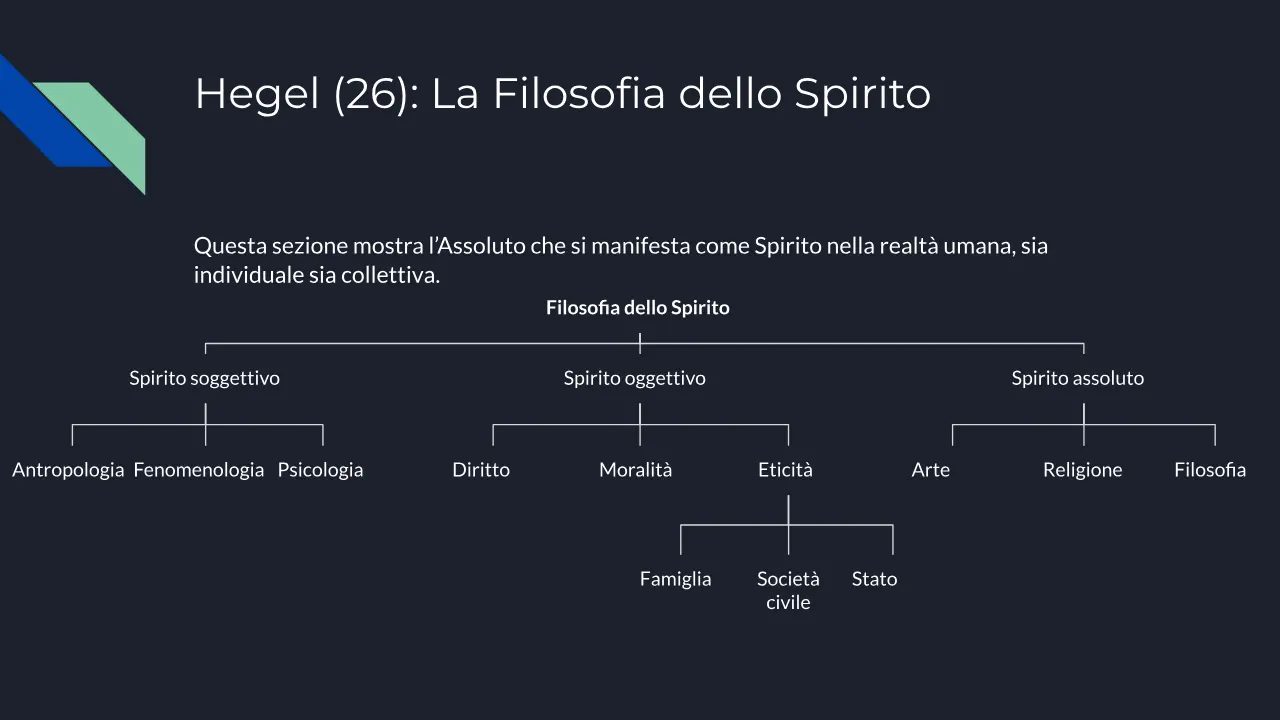 Hegel (26): La Filosofia dello Spirito
Questa sezione mostra l’Assoluto che si manifesta come Spirito nella realtà umana, sia
individuale sia collettiva.
Filosofia dello Spirito
Spirito soggettivo Spirito oggettivo Spirito assoluto
Antropologia Fenomenologia Psicologia Diritto Moralità Eticità Arte Religione Filosofia
Famiglia Società Stato
civile